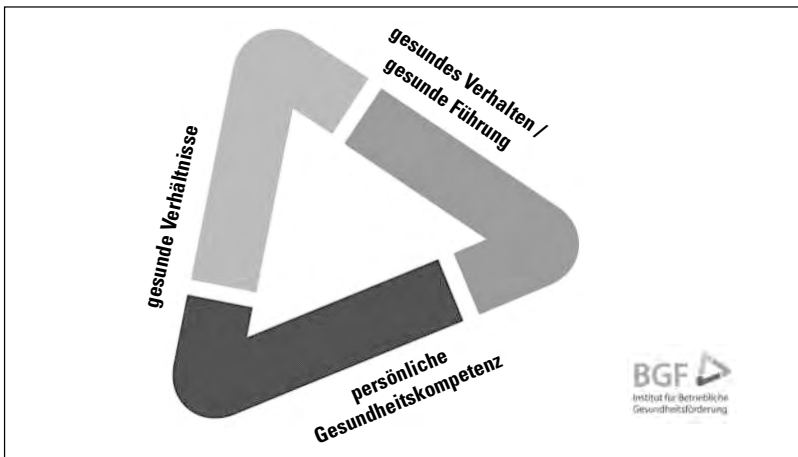 gesundes Verhalten /
gesunde Führung
gesunde Verhältnisse
persönliche
Gesundheitskompetenz
BGF
Institut für Betriebliche
Gesundheitsförderung